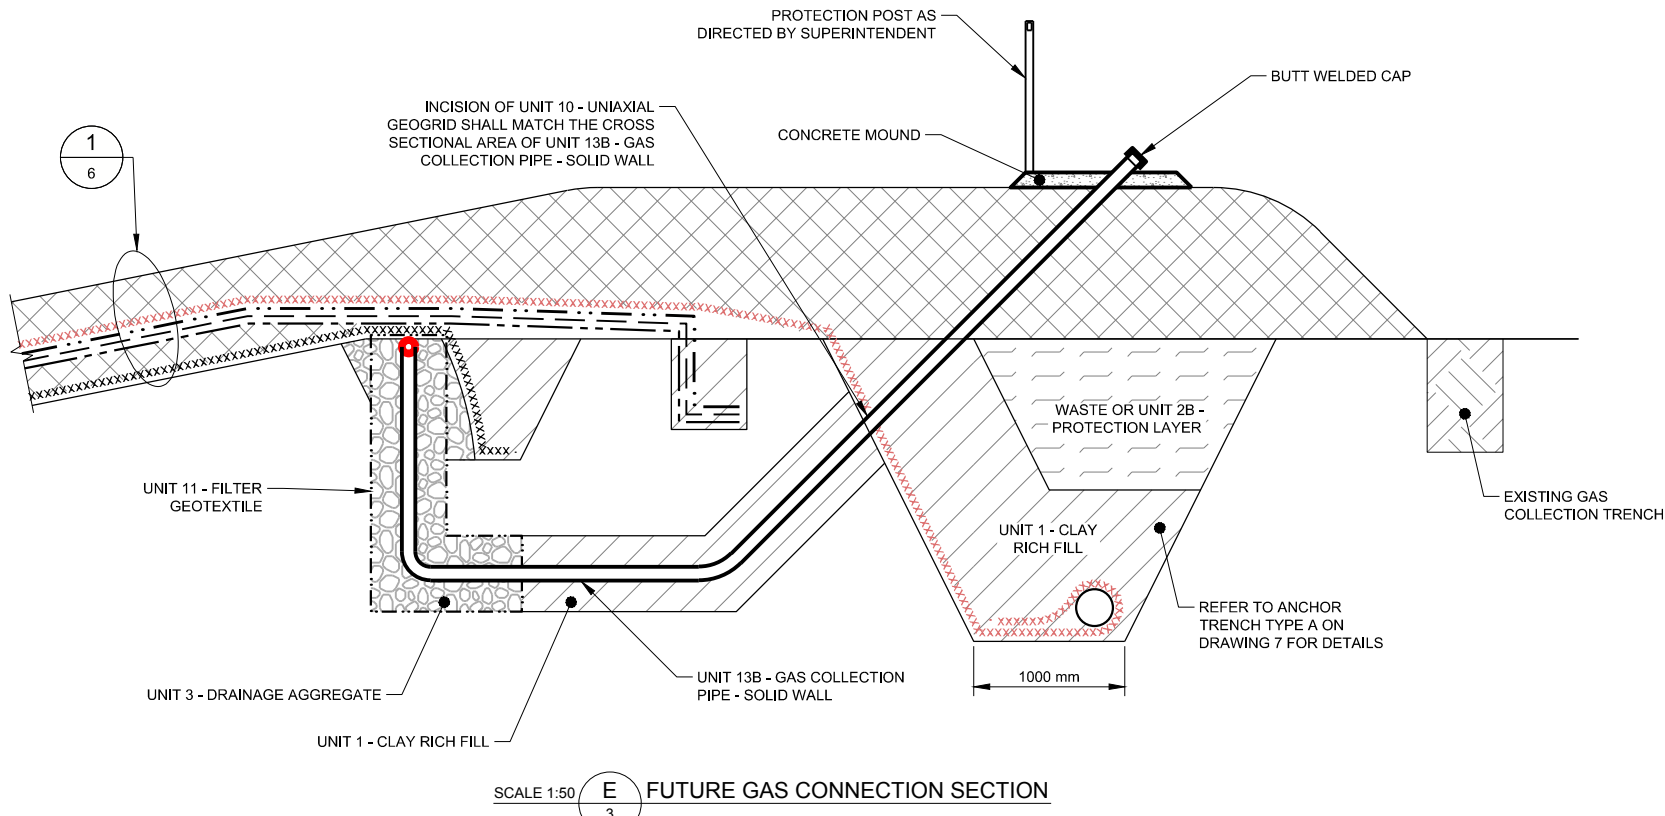 PROTECTION POST AS
DIRECTED BY SUPERINTENDENT
BUTT WELDED CAP
INCISION OF UNIT 10 - UNIAXIAL
GEOGRID SHALL MATCH THE CROSS
SECTIONAL AREA OF UNIT 13B - GAS
COLLECTION PIPE - SOLID WALL
CONCRETE MOUND
1
6
WASTE OR UNIT 2B -
PROTECTION LAYER
UNIT 11 - FILTER
GEOTEXTILE
EXISTING GAS
COLLECTION TRENCH
UNIT 1 - CLAY
RICH FILL
REFER TO ANCHOR
TRENCH TYPE A ON
DRAWING 7 FOR DETAILS
UNIT 3 - DRAINAGE AGGREGATE
UNIT 13B - GAS COLLECTION
PIPE - SOLID WALL
1000 mm
UNIT 1 - CLAY RICH FILL
SCALE 1:50
E
3
FUTURE GAS CONNECTION SECTION